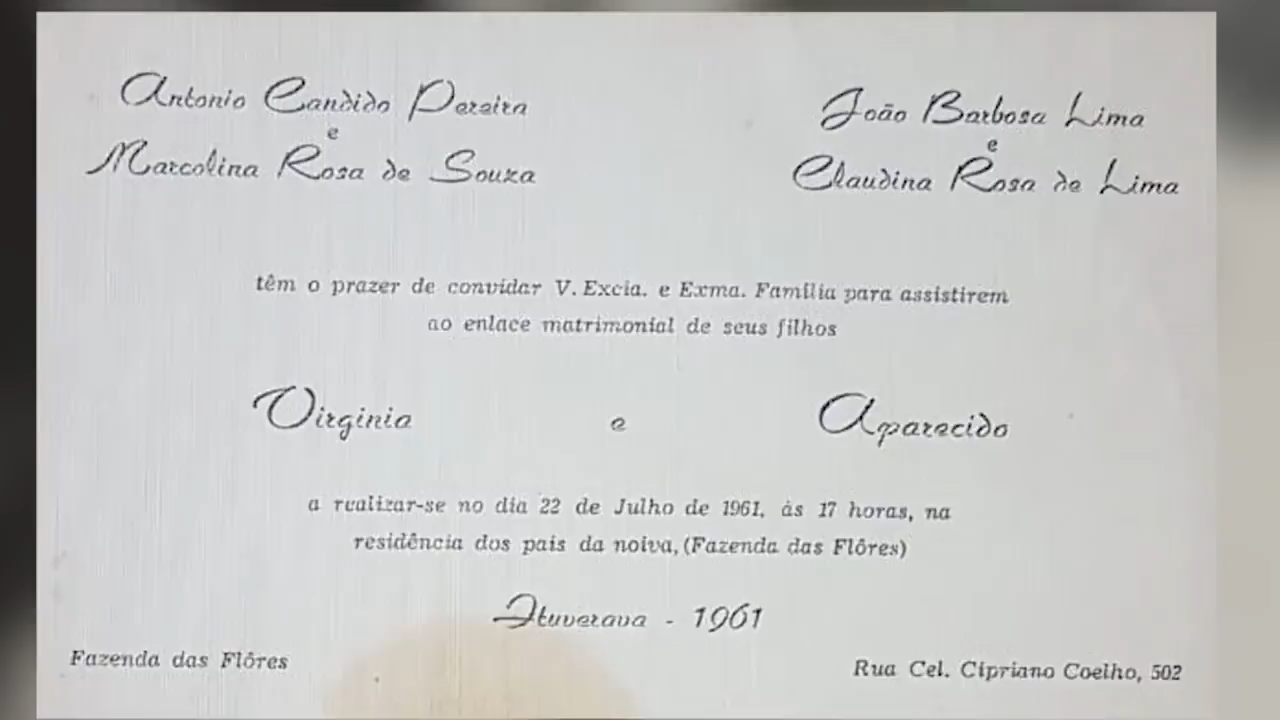 Antonio Candido Pereira
e
Marcolina Rosa de Souza
João Barbosa Lima
e
Claudina Rosa de Lima
têm o prazer de convidar V. Excia. e Exma. Família para assistirem
ao enlace matrimonial de seus filhos
Virginia e Aparecido
a realizar-se no dia 22 de Julho de 1961, às 17 horas, na
residência dos pais da noiva, (Fazenda das Flôres)
Ituverava - 1961
Fazenda das Flôres
Rua Cel. Cipriano Coelho, 502